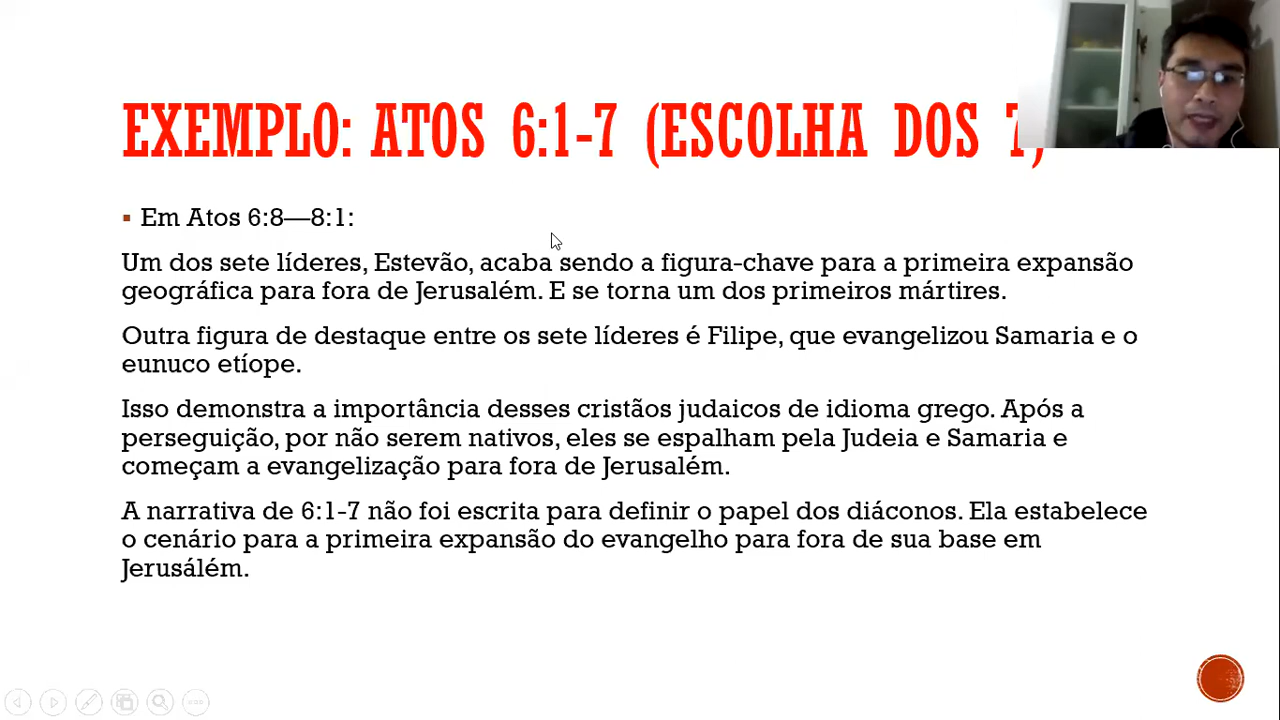 EXEMPLO: ATOS 6:1-7 (ESCOLHA DOS 7)
▪ Em Atos 6:8—8:1:
Um dos sete líderes, Estevão, acaba sendo a figura-chave para a primeira expansão
geográfica para fora de Jerusalém. E se torna um dos primeiros mártires.
Outra figura de destaque entre os sete líderes é Filipe, que evangelizou Samaria e o
eunuco etíope.
Isso demonstra a importância desses cristãos judaicos de idioma grego. Após a
perseguição, por não serem nativos, eles se espalham pela Judeia e Samaria e
começam a evangelização para fora de Jerusalém.
A narrativa de 6:1-7 não foi escrita para definir o papel dos diáconos. Ela estabelece
o cenário para a primeira expansão do evangelho para fora de sua base em
Jerusálém.